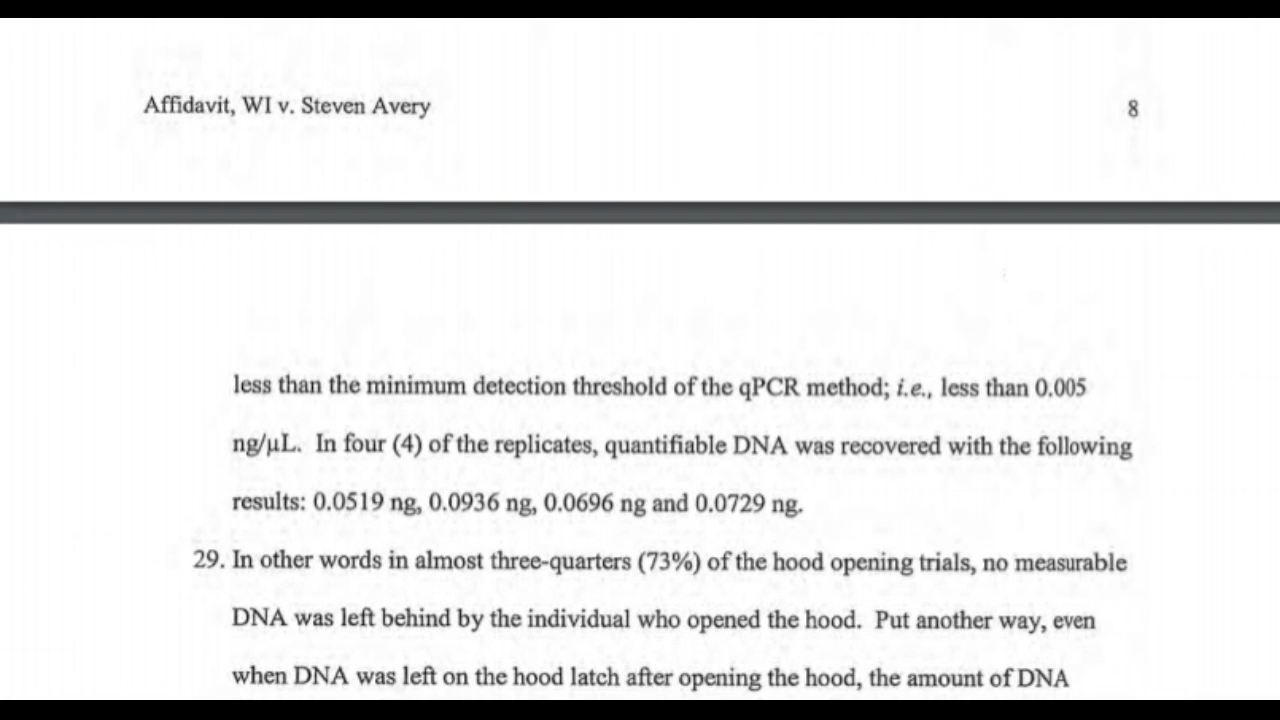 Affidavit, WI v. Steven Avery 8
less than the minimum detection threshold of the qPCR method; i.e., less than 0.005
ng/µL. In four (4) of the replicates, quantifiable DNA was recovered with the following
results: 0.0519 ng, 0.0936 ng, 0.0696 ng and 0.0729 ng.
29. In other words in almost three-quarters (73%) of the hood opening trials, no measurable
DNA was left behind by the individual who opened the hood. Put another way, even
when DNA was left on the hood latch after opening the hood, the amount of DNA